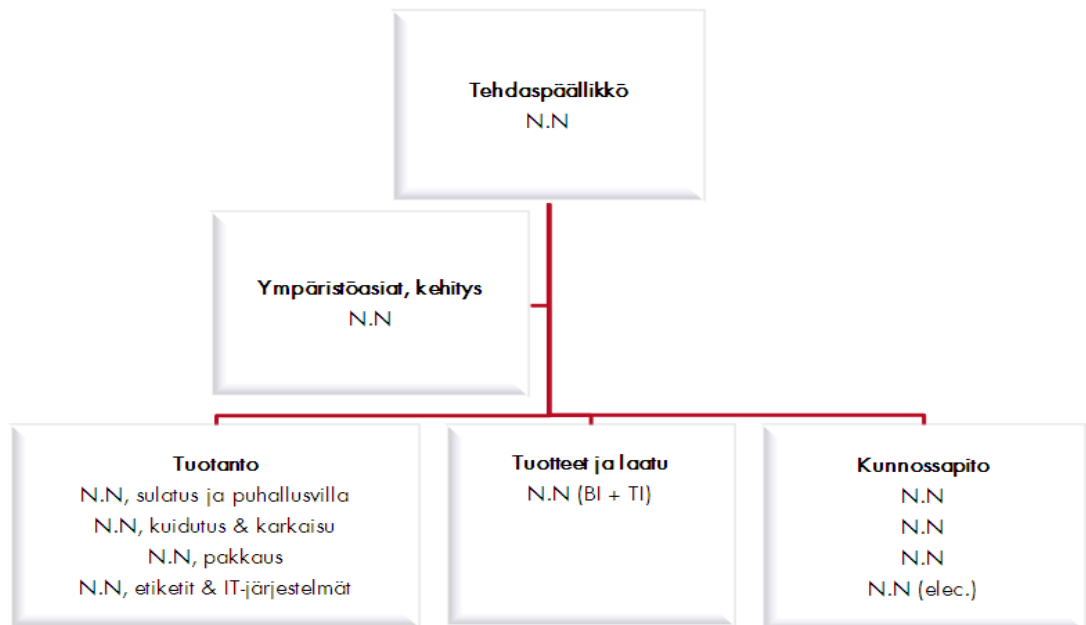 Tehdaspäällikkö
N.N
Ympäristöasiat, kehitys
N.N
Tuotanto
N.N, sulatus ja puhallusvilla
N.N, kuidutus & karkaisu
N.N, pakkaus
N.N, etiketit & IT-järjestelmät
Tuotteet ja laatu
N.N (BI + TI)
Kunnossapito
N.N
N.N
N.N
N.N (elec.)